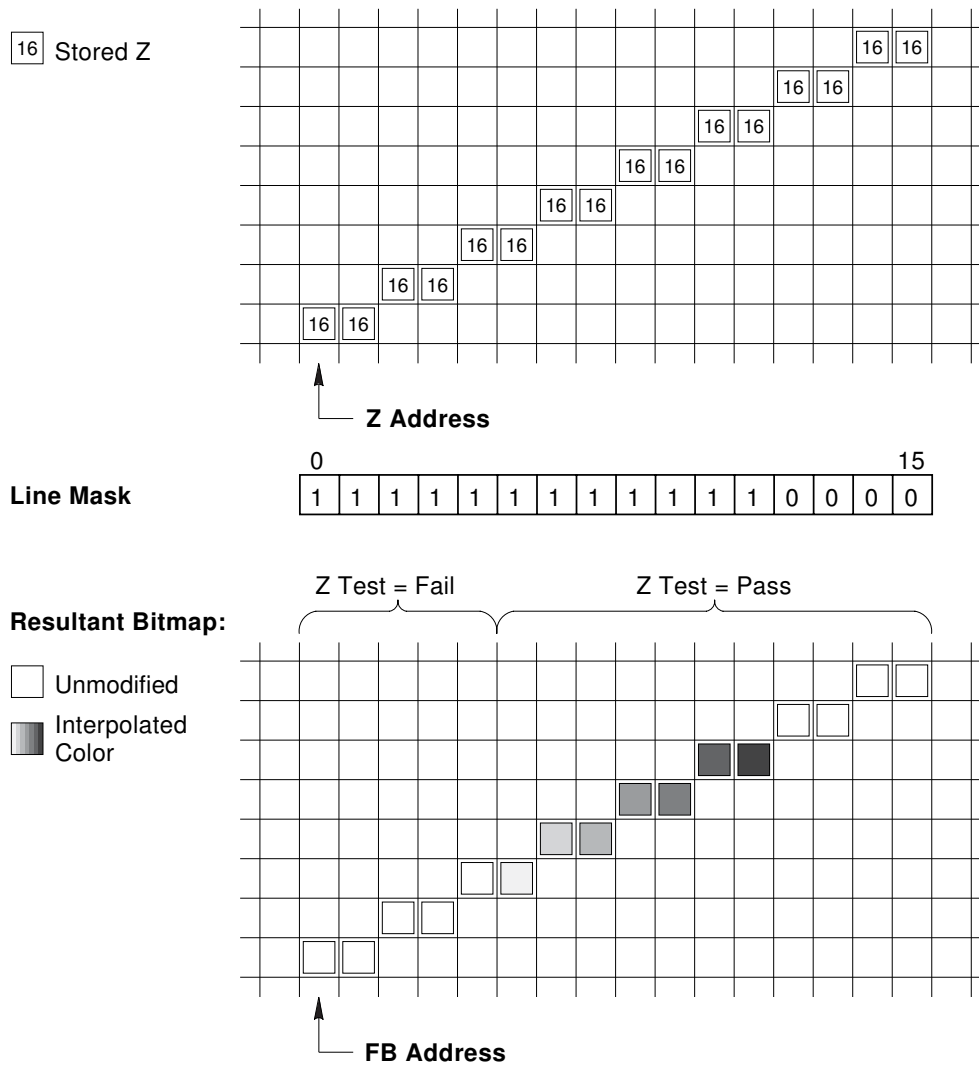 16 Stored Z
16 16
16 16
16 16
16 16
16 16
16 16
16 16
16 16
Z Address
0 15
Line Mask 1 1 1 1 1 1 1 1 1 1 1 1 0 0 0 0
Z Test = Fail Z Test = Pass
Resultant Bitmap:
Unmodified
Interpolated
Color
FB Address